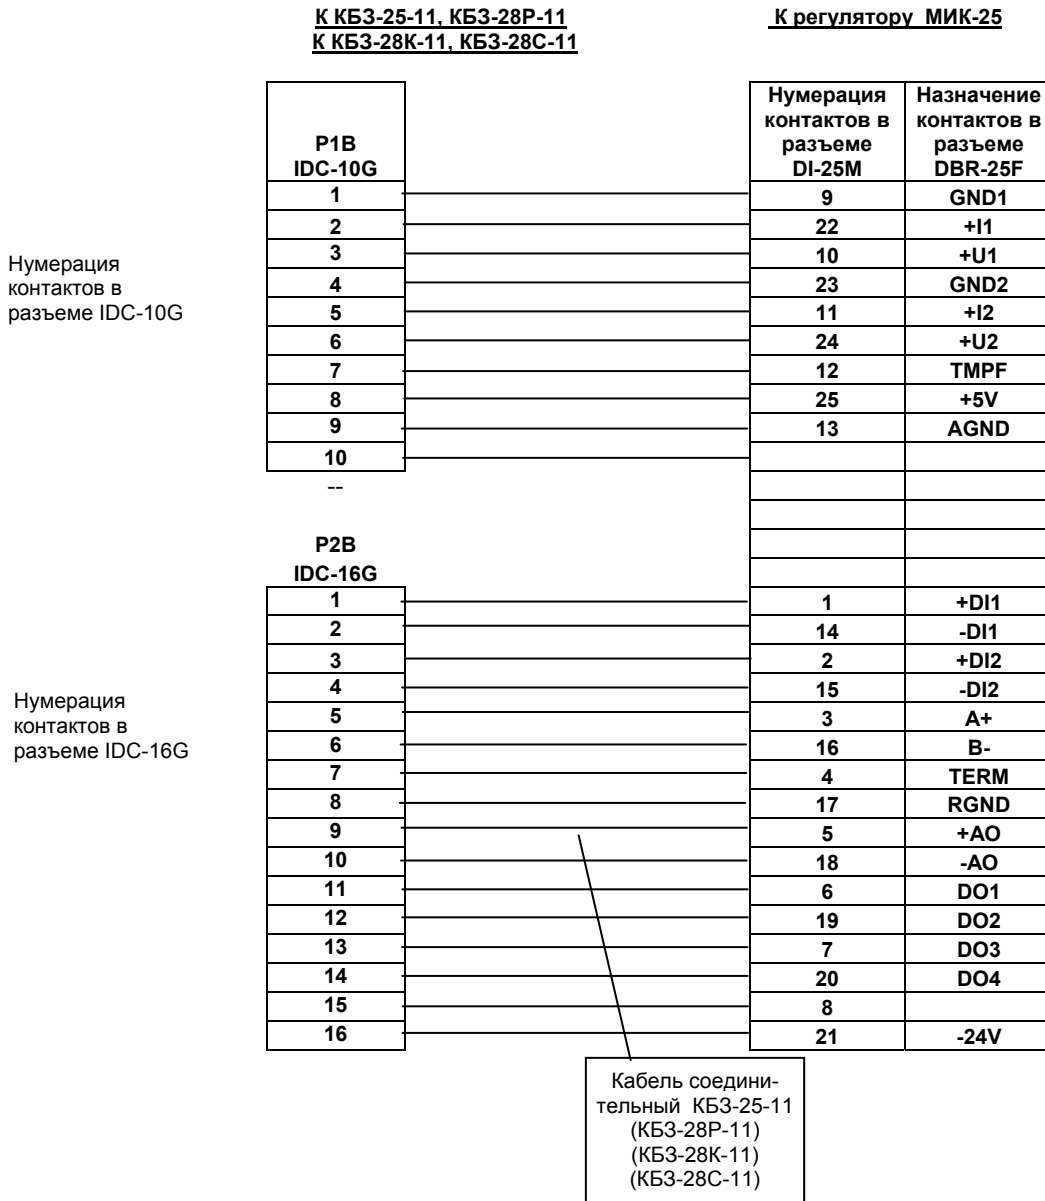 К КБЗ-25-11, КБЗ-28Р-11
К КБЗ-28К-11, КБЗ-28С-11
К регулятору МИК-25
P1B
IDC-10G
Нумерация
контактов в
разъеме
DI-25M
Назначение
контактов в
разъеме
DBR-25F
1 9 GND1
2 22 +I1
3 10 +U1
4 23 GND2
5 11 +I2
6 24 +U2
7 12 TMPF
8 25 +5V
9 13 AGND
10
--
Нумерация
контактов в
разъеме IDC-10G
P2B
IDC-16G
1 1 +DI1
2 14 -DI1
3 2 +DI2
4 15 -DI2
5 3 A+
6 16 B-
7 4 TERM
8 17 RGND
9 5 +AO
10 18 -AO
11 6 DO1
12 19 DO2
13 7 DO3
14 20 DO4
15 8
16 21 -24V
Нумерация
контактов в
разъеме IDC-16G
Кабель соедини-
тельный КБЗ-25-11
(КБЗ-28Р-11)
(КБЗ-28К-11)
(КБЗ-28С-11)